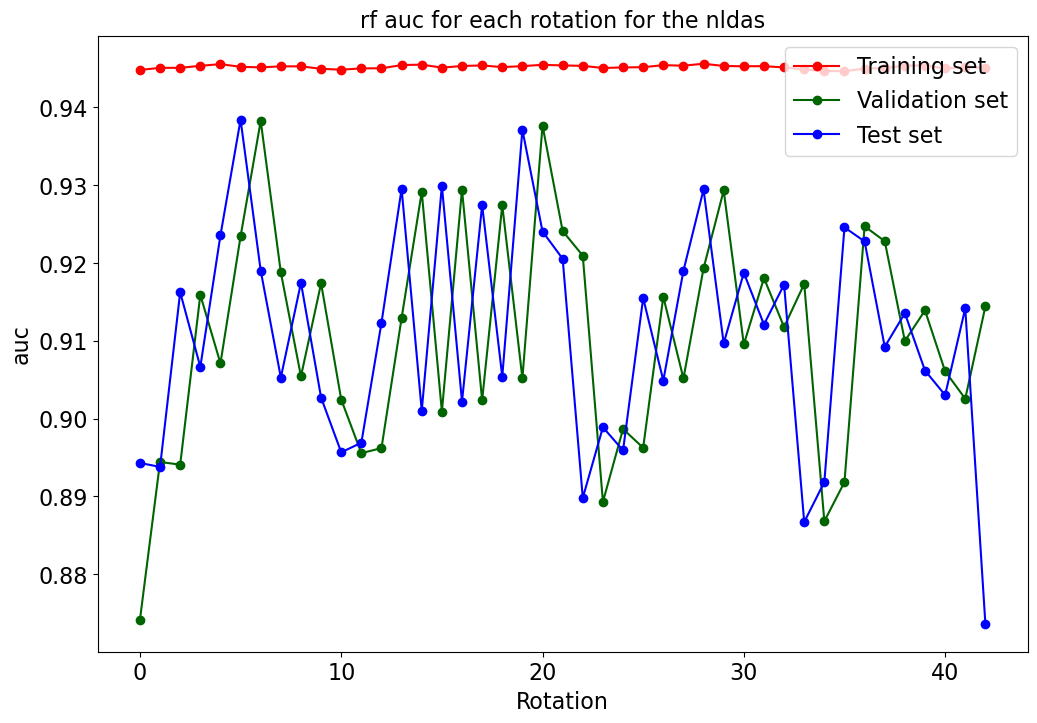 rf auc for each rotation for the nldas
Training set
Validation set
Test set
0.94
0.93
0.92
0.91
0.90
0.89
0.88
auc
0 10 20 30 40
Rotation